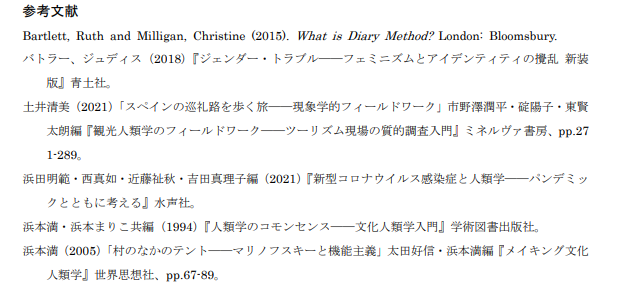 参考文献
Bartlett, Ruth and Milligan, Christine (2015). What is Diary Method? London: Bloomsbury.
バトラー、ジュディス（2018）『ジェンダー・トラブル――フェミニズムとアイデンティティの攪乱 新装
版』青土社。
土井清美（2021）「スペインの巡礼路を歩く旅――現象学的フィールドワーク」市野澤潤平・碇陽子・東賢
太朗編『観光人類学のフィールドワーク――ツーリズム現場の質的調査入門』ミネルヴァ書房、pp.27
1-289。
浜田明範・西真如・近藤祉秋・吉田真理子編（2021）『新型コロナウイルス感染症と人類学――パンデミッ
クとともに考える』水声社。
浜本満・浜本まりこ共編（1994）『人類学のコモンセンス――文化人類学入門』学術図書出版社。
浜本満（2005）「村のなかのテント――マリノフスキーと機能主義」太田好信・浜本満編『メイキング文化
人類学』世界思想社、pp.67-89。